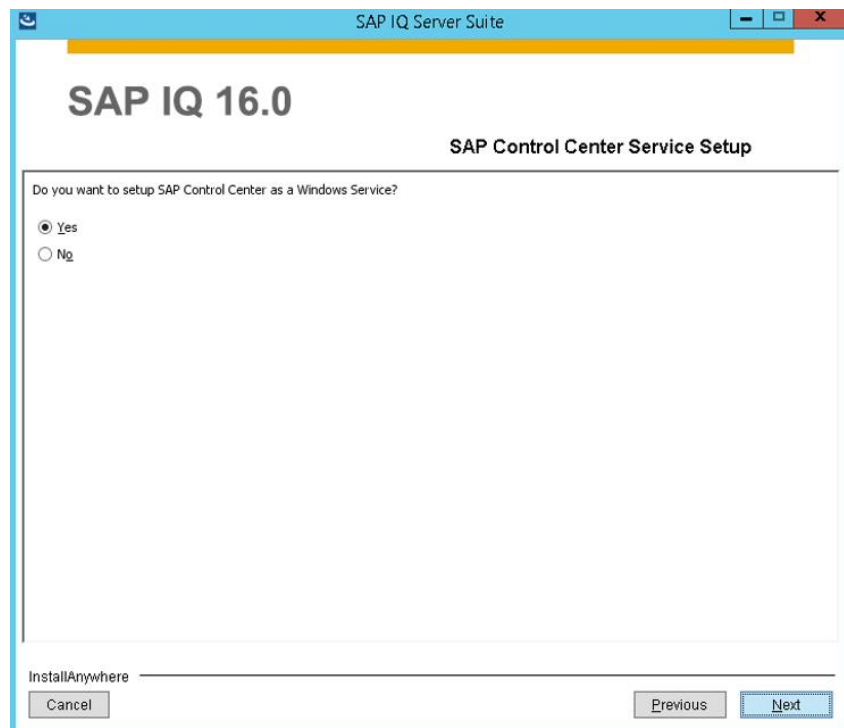 SAP IQ Server Suite
SAP IQ 16.0
SAP Control Center Service Setup
Do you want to setup SAP Control Center as a Windows Service?
Yes
No
InstallAnywhere
Cancel
Previous
Next